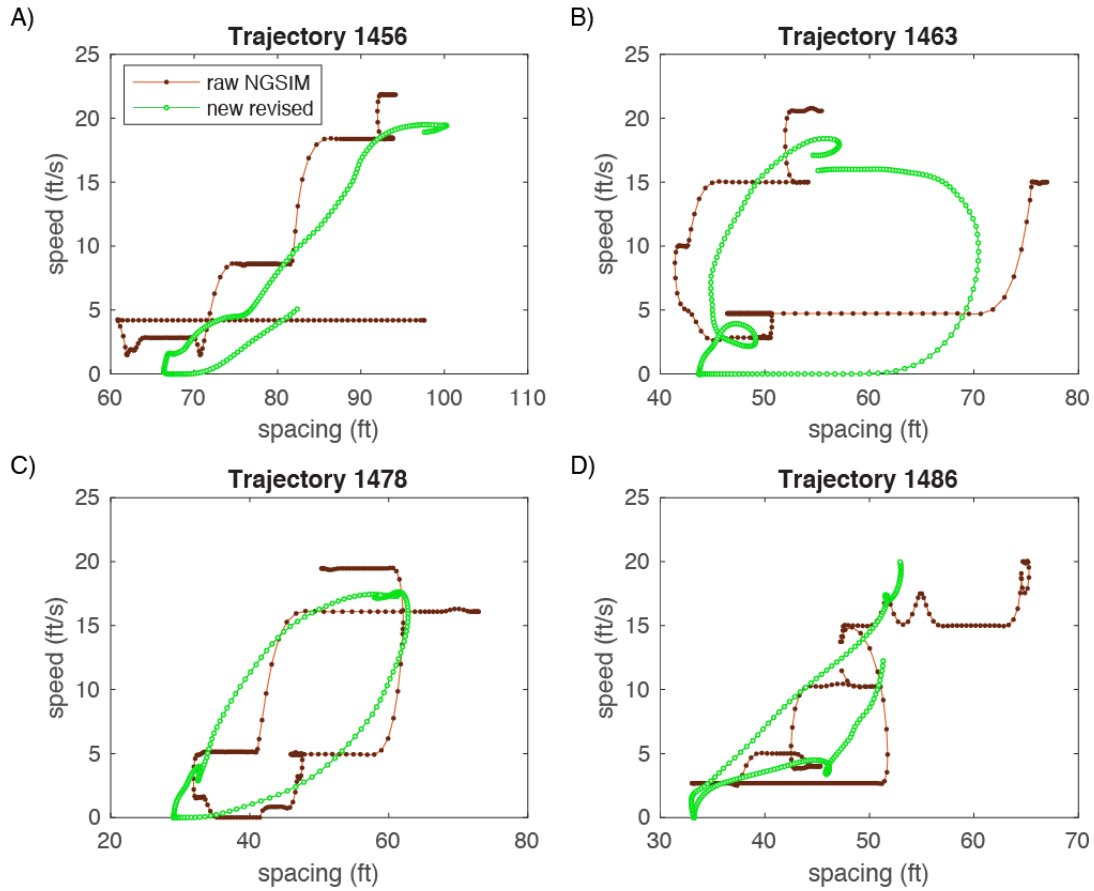 A)
Trajectory 1456
25
20
15
10
5
0
speed (ft/s)
raw NGSIM
new revised
60 70 80 90 100 110
spacing (ft)
B)
Trajectory 1463
25
20
15
10
5
0
speed (ft/s)
40 50 60 70 80
spacing (ft)
C)
Trajectory 1478
25
20
15
10
5
0
speed (ft/s)
20 40 60 80
spacing (ft)
D)
Trajectory 1486
25
20
15
10
5
0
speed (ft/s)
30 40 50 60 70
spacing (ft)